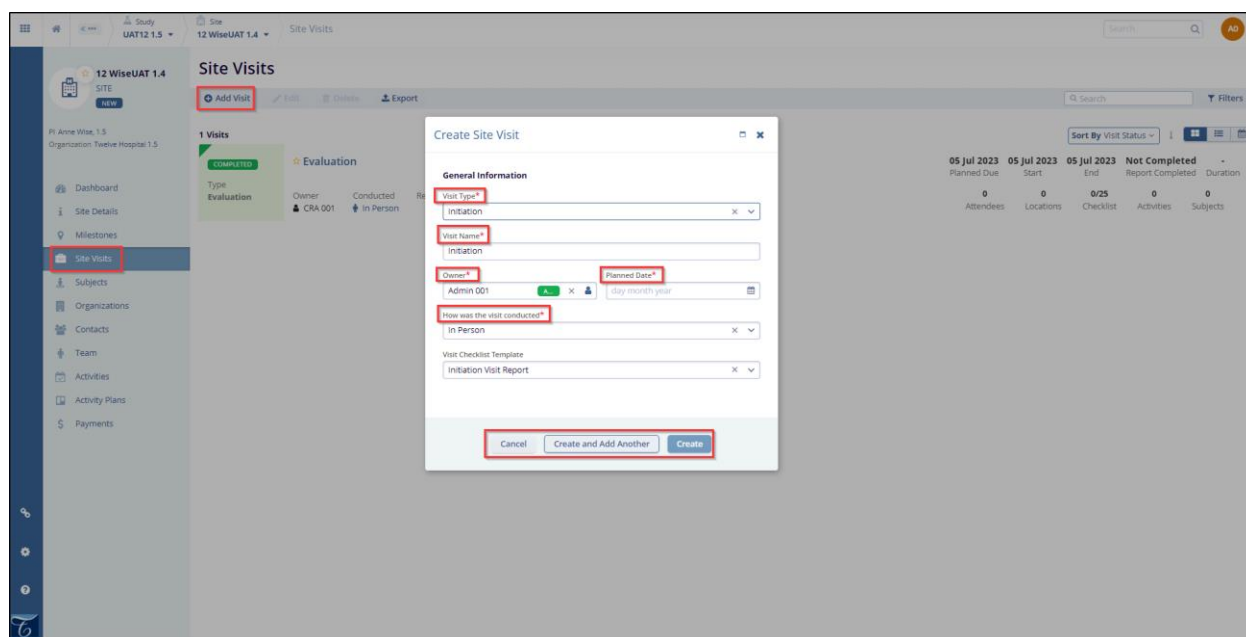 Study
UAT12 1.5
Site
12 WiseUAT 1.4
Site Visits
Search
AD
12 WiseUAT 1.4
SITE
NEW
PI Anne Wise, 1.5
Organization Twelve Hospital 1.5
Dashboard
Site Details
Milestones
Site Visits
Subjects
Organizations
Contacts
Team
Activities
Activity Plans
Payments
Site Visits
Add Visit Edit Delete Export
Search
Filters
1 Visits
Sort By Visit Status
COMPLETED
Type
Evaluation
Evaluation
Owner Conducted Re
CRA 001 In Person
05 Jul 2023 05 Jul 2023 05 Jul 2023 Not Completed -
Planned Due Start End Report Completed Duration
0 0 0/25 0 0
Attendees Locations Checklist Activities Subjects
Create Site Visit
General Information
Visit Type*
Initiation
Visit Name*
Initiation
Owner* Planned Date*
Admin 001 A... day month year
How was the visit conducted*
In Person
Visit Checklist Template
Initiation Visit Report
Cancel Create and Add Another Create